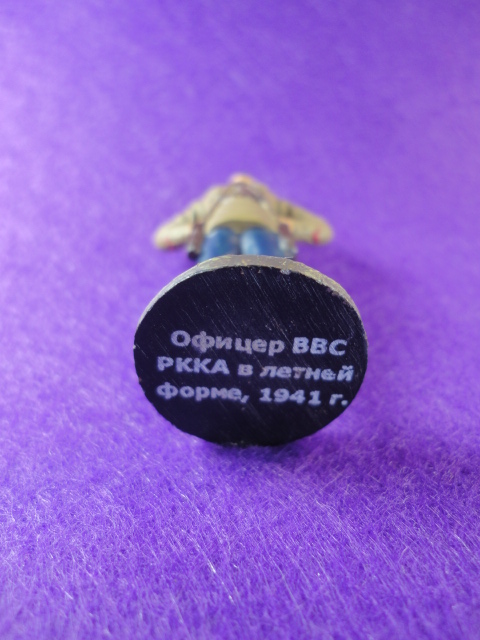 Офицер ВВС
РККА в летней
форме, 1941 г.